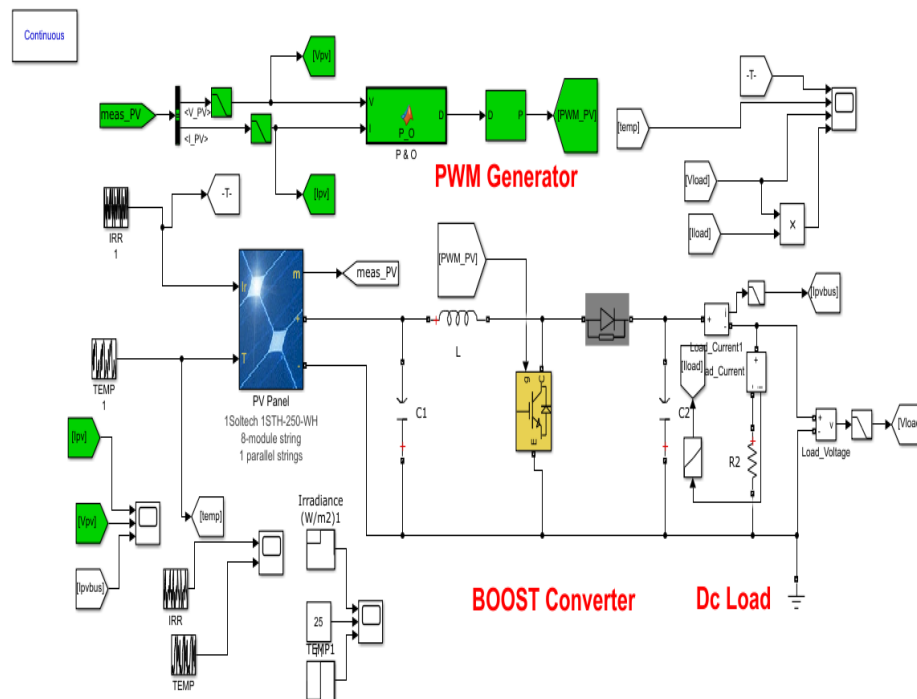 Continuous
[Vpv]
meas_PV
<V_PV>
<I_PV>
V
I
P_O
D
P & O
D
P
[PWM_PV]
PWM Generator
[Ipv]
-T-
[temp]
[Vload]
[Iload]
X
IRR
1
-T-
[PWM_PV]
Ir
T
m
+
-
meas_PV
PV Panel
1Soltech 1STH-250-WH
8-module string
1 parallel strings
TEMP
1
L
C1
g
C
E
C2
+
-
i
Load_Current1
[Ipvbus]
[Iload]
ad_Current
+
-
R2
+
-
v
Load_Voltage
[Vload
[Ipv]
[Vpv]
[Ipvbus]
[temp]
IRR
TEMP
Irradiance
(W/m2)1
25
TEMP1
BOOST Converter
Dc Load